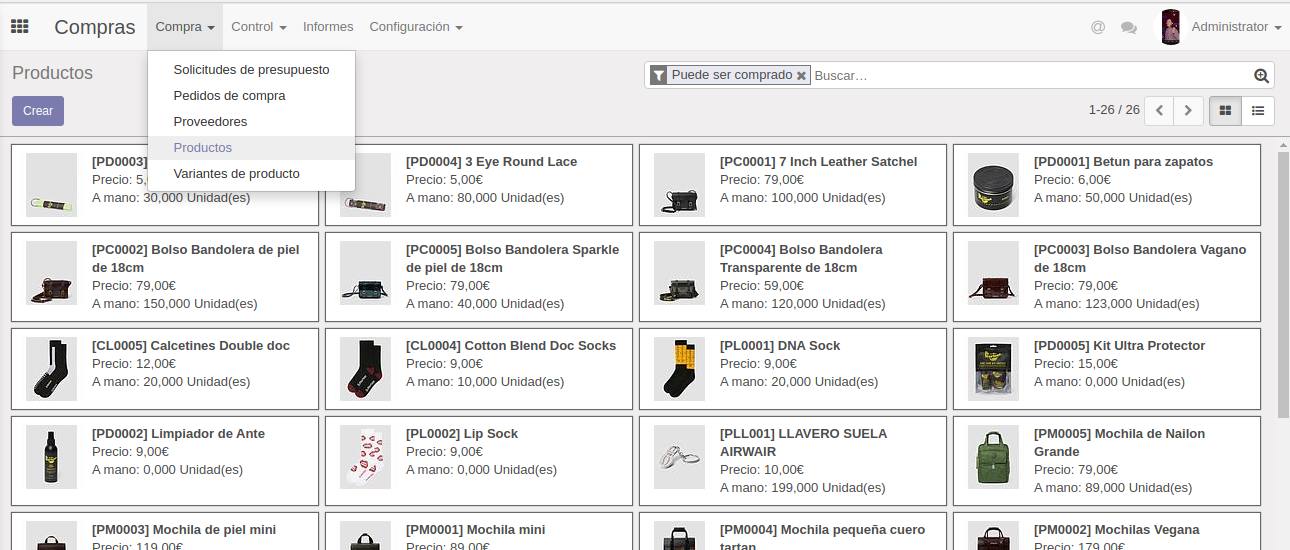 Compras
Compra
Control
Informes
Configuración
@
Administrator
Productos
Puede ser comprado
Buscar…
Crear
1-26 / 26
Solicitudes de presupuesto
Pedidos de compra
Proveedores
Productos
Variantes de producto
[PD0003]
Precio: 5,
A mano: 30,000 Unidad(es)
[PD0004] 3 Eye Round Lace
Precio: 5,00€
A mano: 80,000 Unidad(es)
[PC0001] 7 Inch Leather Satchel
Precio: 79,00€
A mano: 100,000 Unidad(es)
[PD0001] Betun para zapatos
Precio: 6,00€
A mano: 50,000 Unidad(es)
[PC0002] Bolso Bandolera de piel
de 18cm
Precio: 79,00€
A mano: 150,000 Unidad(es)
[PC0005] Bolso Bandolera Sparkle
de piel de 18cm
Precio: 79,00€
A mano: 40,000 Unidad(es)
[PC0004] Bolso Bandolera
Transparente de 18cm
Precio: 59,00€
A mano: 120,000 Unidad(es)
[PC0003] Bolso Bandolera Vagano
de 18cm
Precio: 79,00€
A mano: 123,000 Unidad(es)
[CL0005] Calcetines Double doc
Precio: 12,00€
A mano: 20,000 Unidad(es)
[CL0004] Cotton Blend Doc Socks
Precio: 9,00€
A mano: 10,000 Unidad(es)
[PL0001] DNA Sock
Precio: 9,00€
A mano: 20,000 Unidad(es)
[PD0005] Kit Ultra Protector
Precio: 15,00€
A mano: 0,000 Unidad(es)
[PD0002] Limpiador de Ante
Precio: 9,00€
A mano: 0,000 Unidad(es)
[PL0002] Lip Sock
Precio: 9,00€
A mano: 0,000 Unidad(es)
[PLL001] LLAVERO SUELA
AIRWAIR
Precio: 10,00€
A mano: 199,000 Unidad(es)
[PM0005] Mochila de Nailon
Grande
Precio: 79,00€
A mano: 89,000 Unidad(es)
[PM0003] Mochila de piel mini
Precio: 119,00€
[PM0001] Mochila mini
Precio: 89,00€
[PM0004] Mochila pequeña cuero
tartan
[PM0002] Mochilas Vegana
Precio: 179,00€